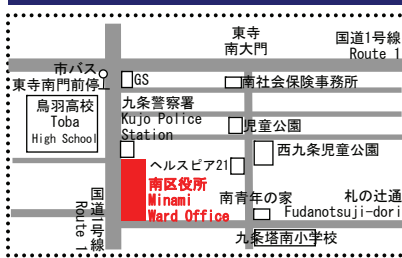 東寺
南大門
国道1号線
Route 1
市バス
東寺南門前停
GS
南社会保険事務所
鳥羽高校
Toba
High School
九条警察署
Kujo Police
Station
児童公園
西九条児童公園
ヘルスピア21
南区役所
Minami
Ward Office
国道1号線
Route 1
南青年の家
札の辻通
Fudanotsuji-dori
九条塔南小学校